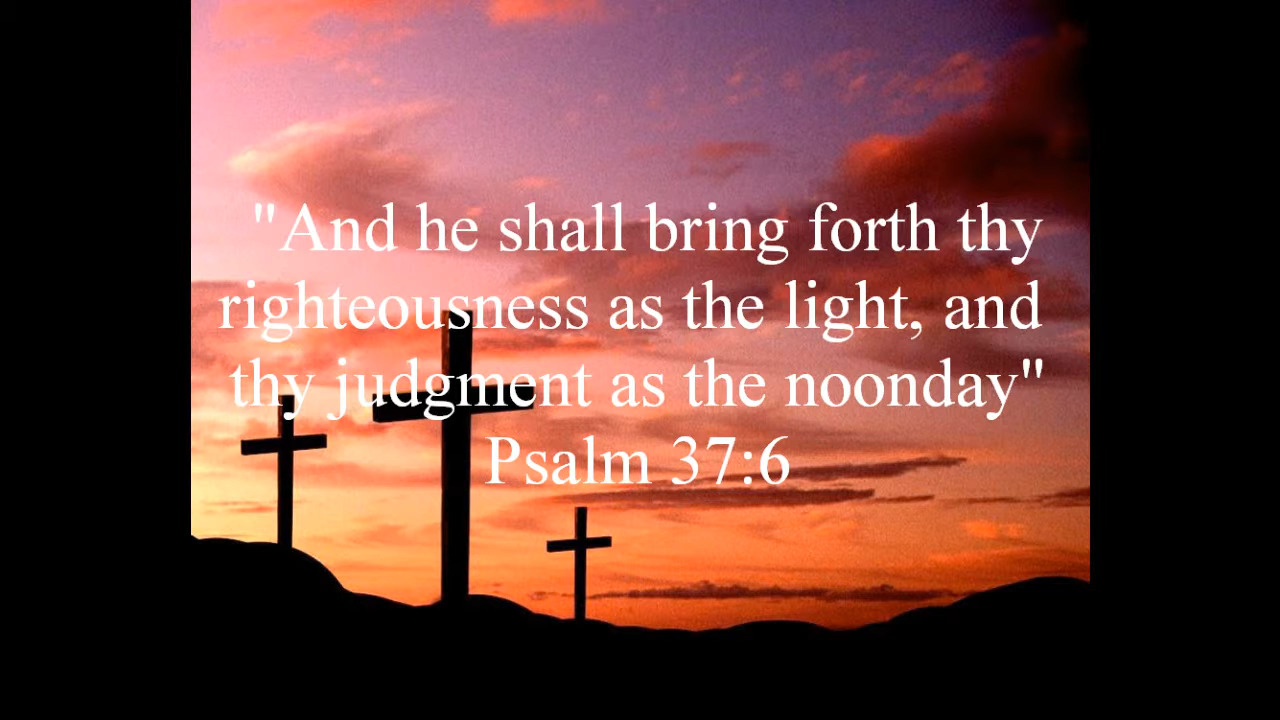 "And he shall bring forth thy
righteousness as the light, and
thy judgment as the noonday"
Psalm 37:6